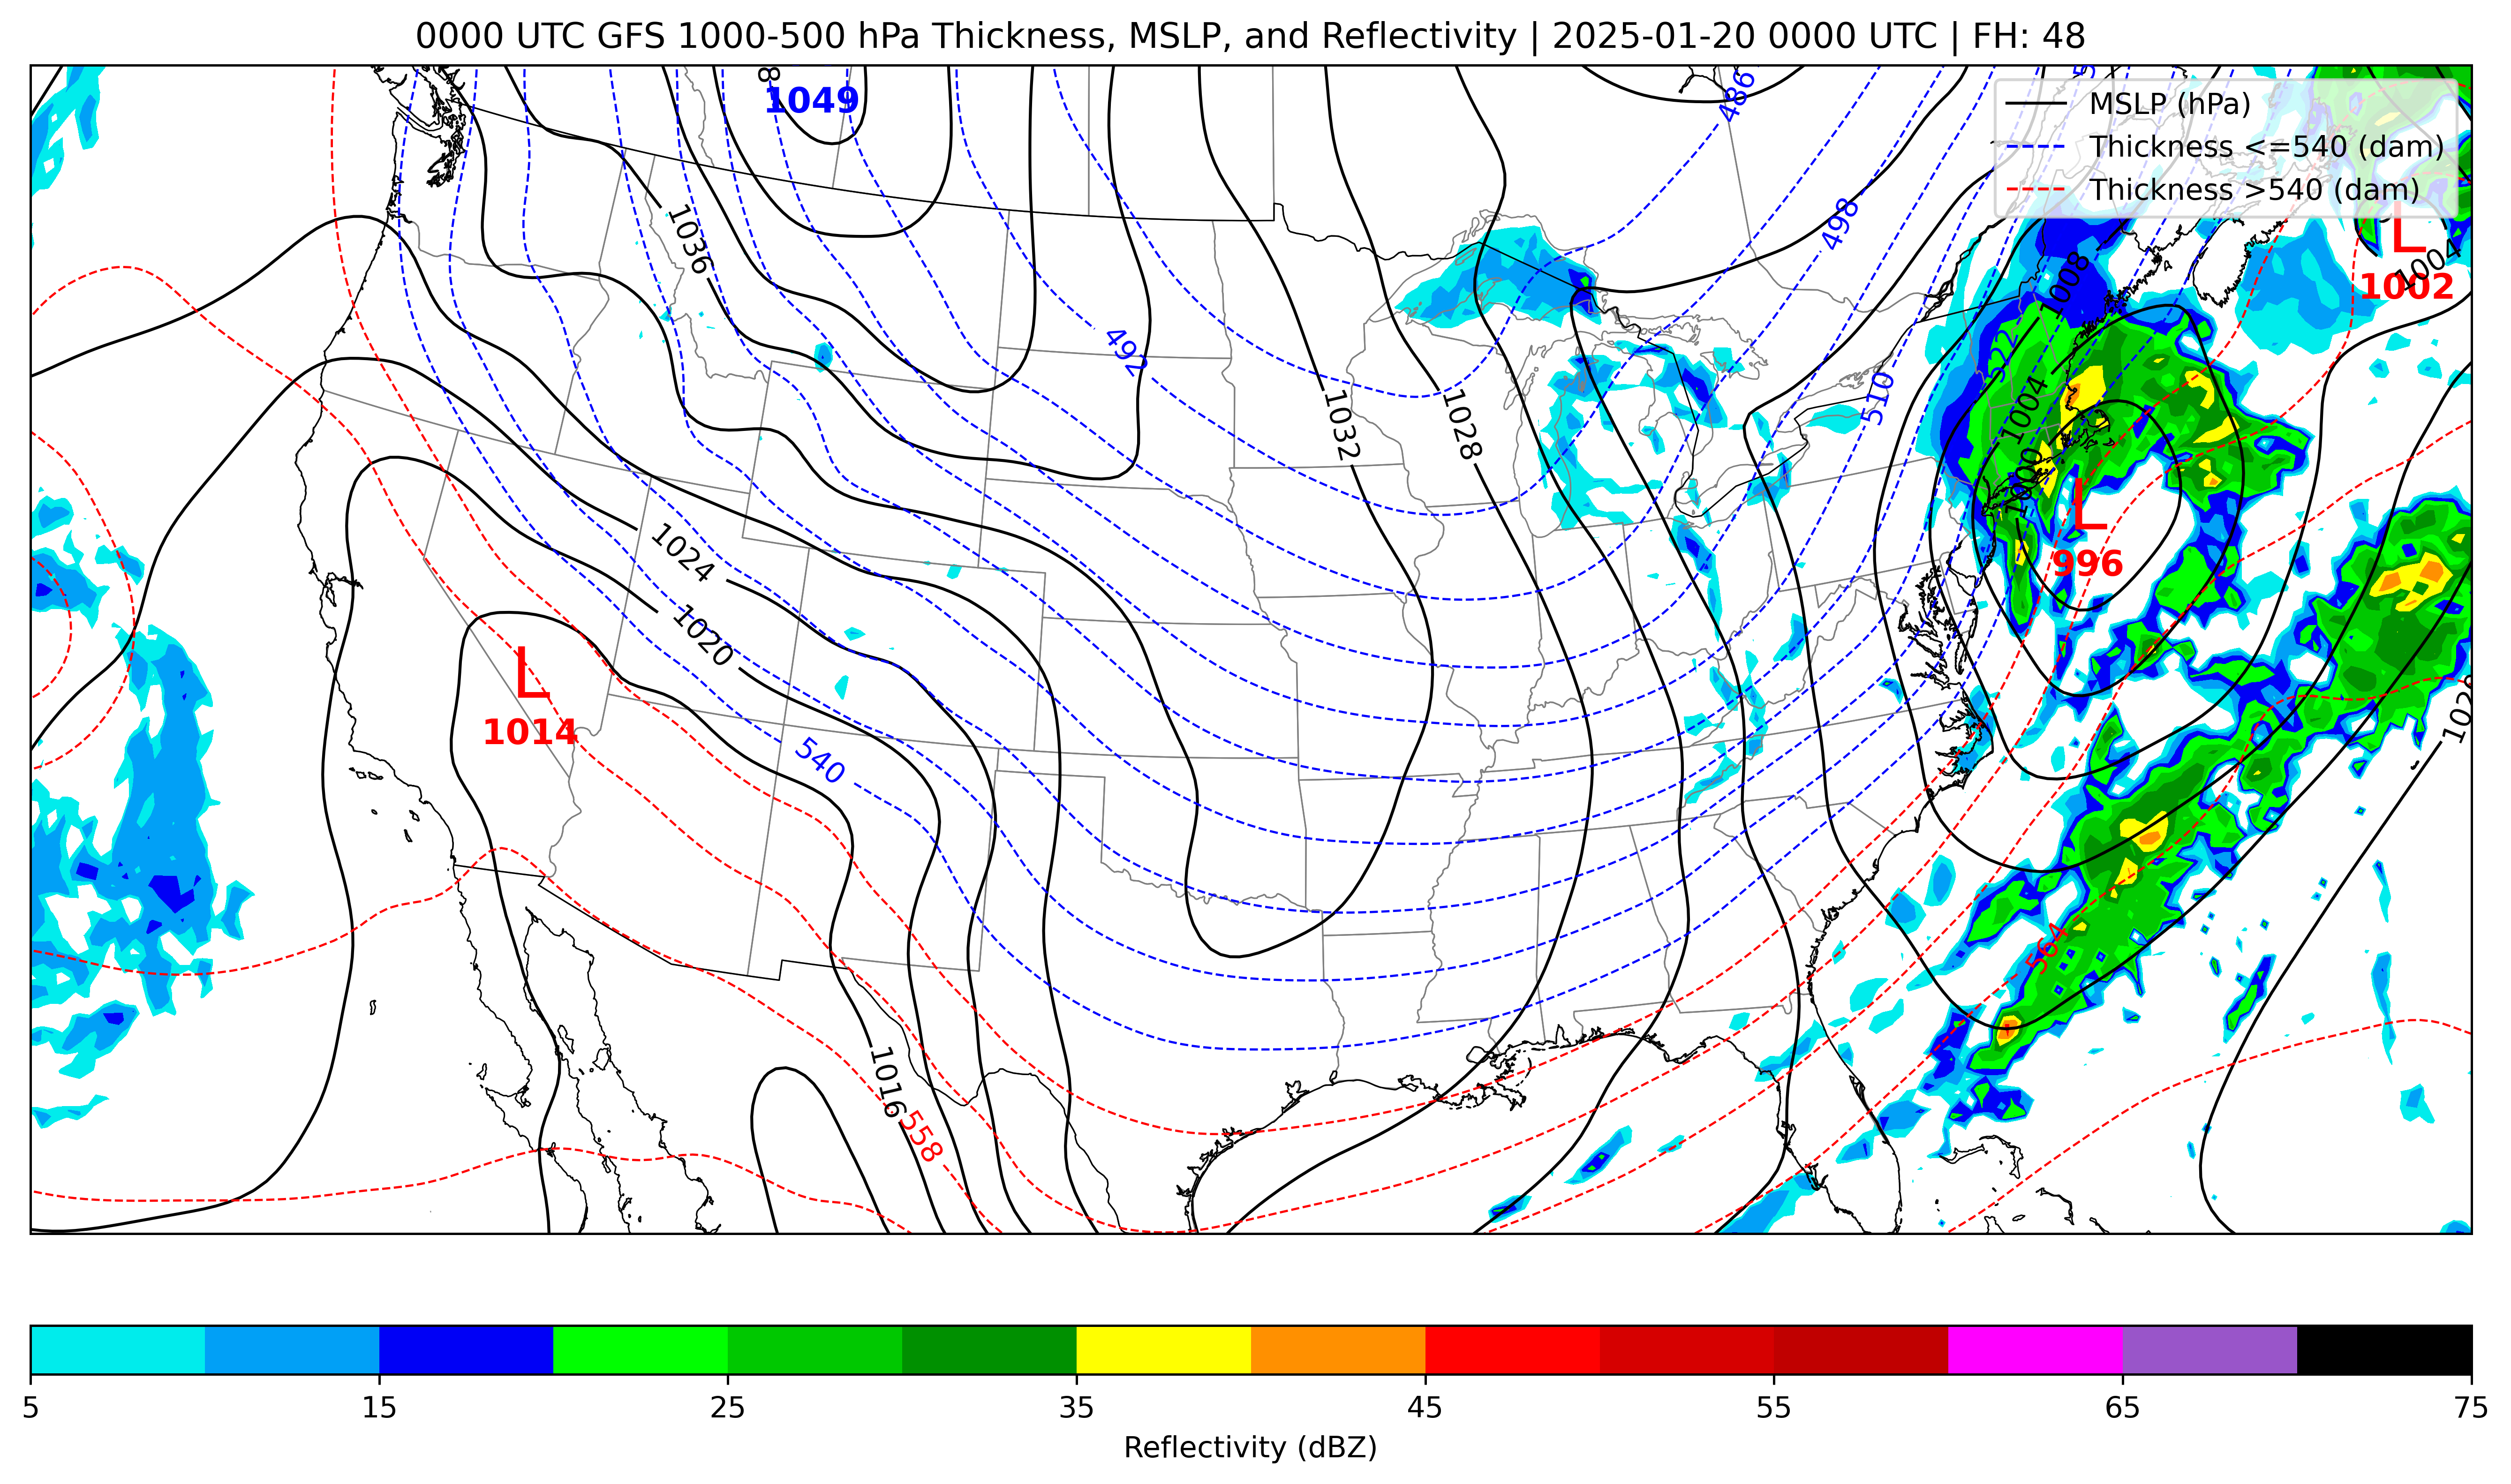 0000 UTC GFS 1000-500 hPa Thickness, MSLP, and Reflectivity | 2025-01-20 0000 UTC | FH: 48
MSLP (hPa)
Thickness <=540 (dam)
Thickness >540 (dam)
1049
486
498
1036
1008
1004
L
1002
492
532
510
1004
1032
1028
1000
L
996
1024
1020
L
1014
540
1028
564
1016
558
5 15 25 35 45 55 65 75
Reflectivity (dBZ)